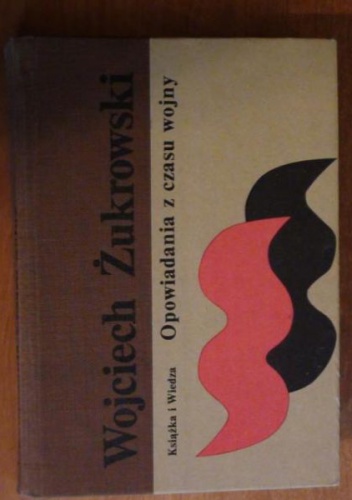 Wojciech Żukrowski
Opowiadania z czasu wojny
Książka i Wiedza